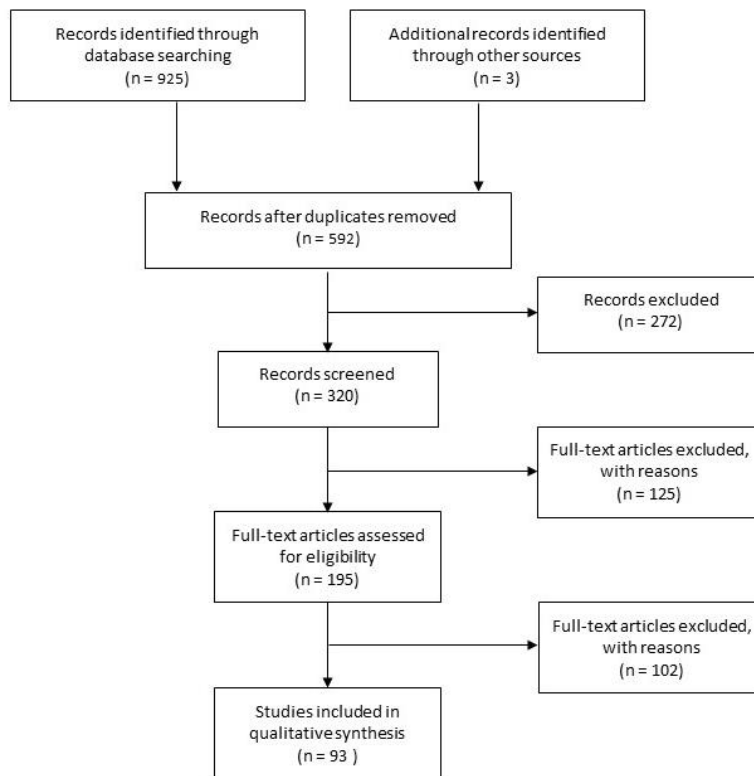 Records identified through
database searching
(n = 925)
Additional records identified
through other sources
(n = 3)
Records after duplicates removed
(n = 592)
Records excluded
(n = 272)
Records screened
(n = 320)
Full-text articles excluded,
with reasons
(n = 125)
Full-text articles assessed
for eligibility
(n = 195)
Full-text articles excluded,
with reasons
(n = 102)
Studies included in
qualitative synthesis
(n = 93 )